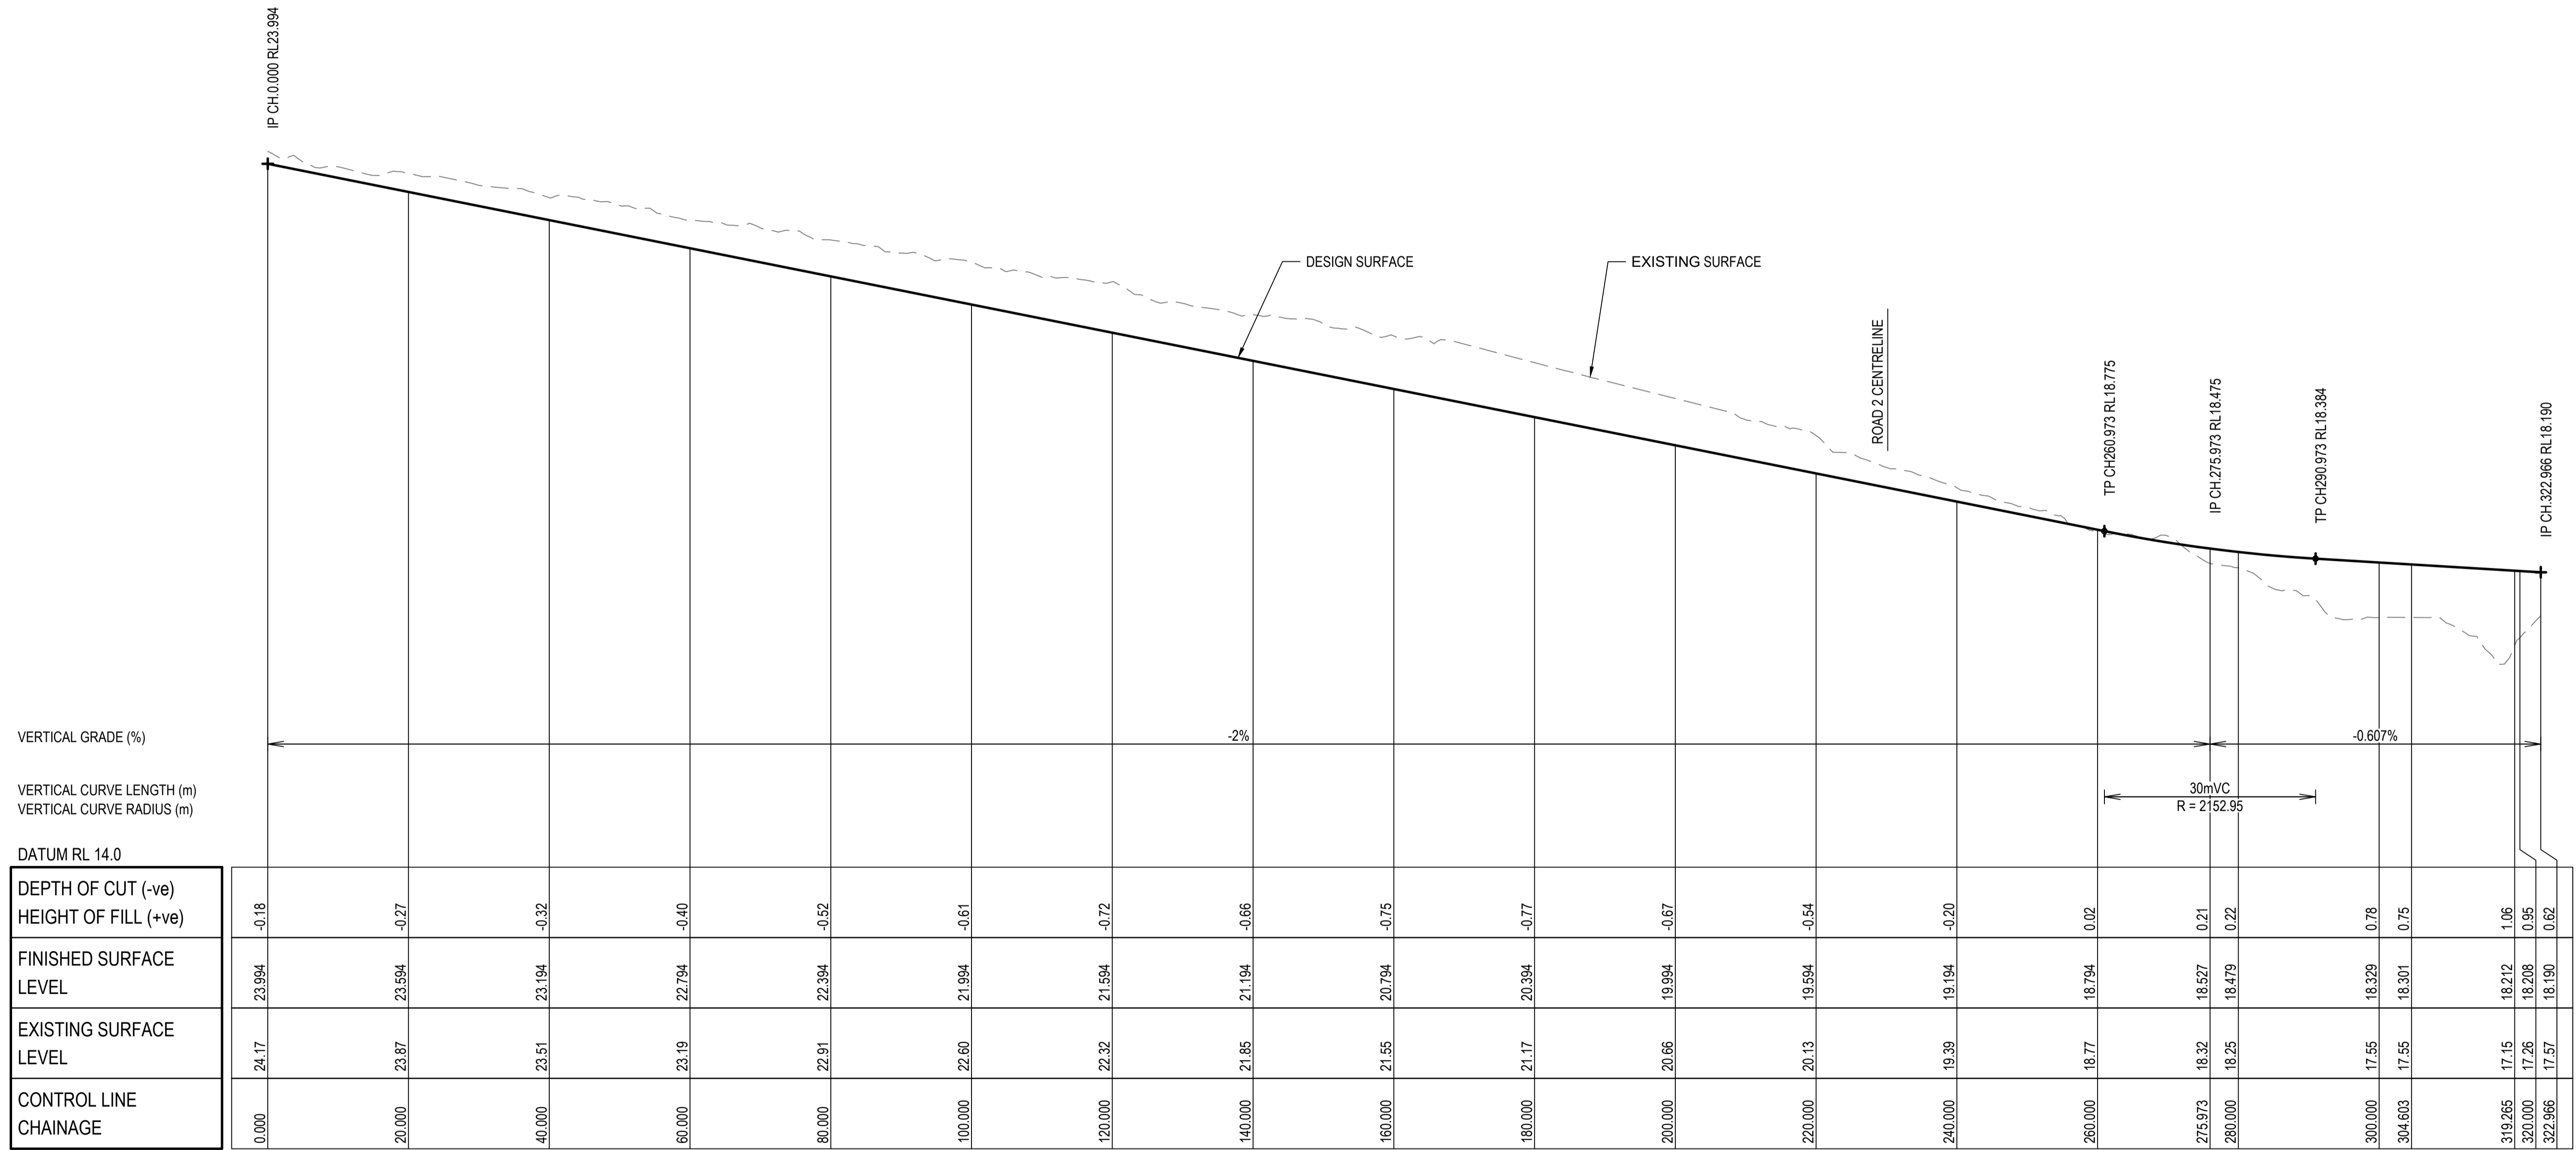 IP CH.0.000 RL23.994
DESIGN SURFACE
EXISTING SURFACE
ROAD 2 CENTRELINE
TP CH260.973 RL18.775
IP CH.275.973 RL18.475
TP CH290.973 RL18.384
IP CH.322.966 RL18.190
VERTICAL GRADE (%)
-2%
-0.607%
VERTICAL CURVE LENGTH (m)
30mVC
VERTICAL CURVE RADIUS (m)
R = 2152.95
DATUM RL 14.0
DEPTH OF CUT (-ve)
HEIGHT OF FILL (+ve)
-0.18 -0.27 -0.32 -0.40 -0.52 -0.61 -0.72 -0.66 -0.75 -0.77 -0.67 -0.54 -0.20 0.02 0.21 0.22 0.78 0.75 1.06 0.95 0.62
FINISHED SURFACE
LEVEL
23.994 23.594 23.194 22.794 22.394 21.994 21.594 21.194 20.794 20.394 19.994 19.594 19.194 18.794 18.527 18.479 18.329 18.301 18.212 18.208 18.190
EXISTING SURFACE
LEVEL
24.17 23.87 23.51 23.19 22.91 22.60 22.32 21.85 21.55 21.17 20.66 20.13 19.39 18.77 18.32 18.25 17.55 17.55 17.15 17.26 17.57
CONTROL LINE
CHAINAGE
0.000 20.000 40.000 60.000 80.000 100.000 120.000 140.000 160.000 180.000 200.000 220.000 240.000 260.000 275.973 280.000 300.000 304.603 319.265 320.000 322.966